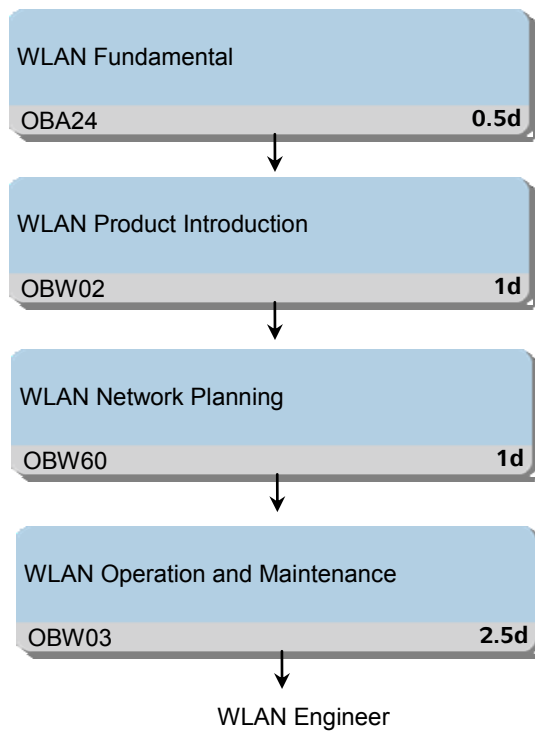 WLAN Fundamental
OBA24 0.5d
WLAN Product Introduction
OBW02 1d
WLAN Network Planning
OBW60 1d
WLAN Operation and Maintenance
OBW03 2.5d
WLAN Engineer